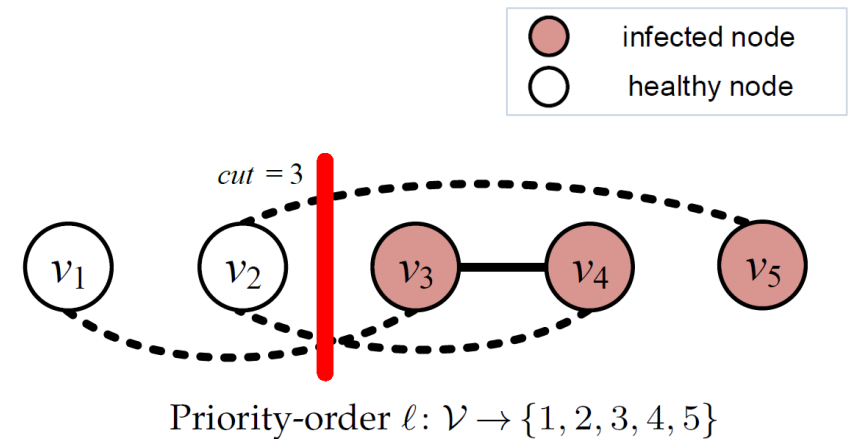 infected node
healthy node
cut = 3
v₁ v₂ v₃ v₄ v₅
Priority-order ℓ: 𝒱 → {1, 2, 3, 4, 5}